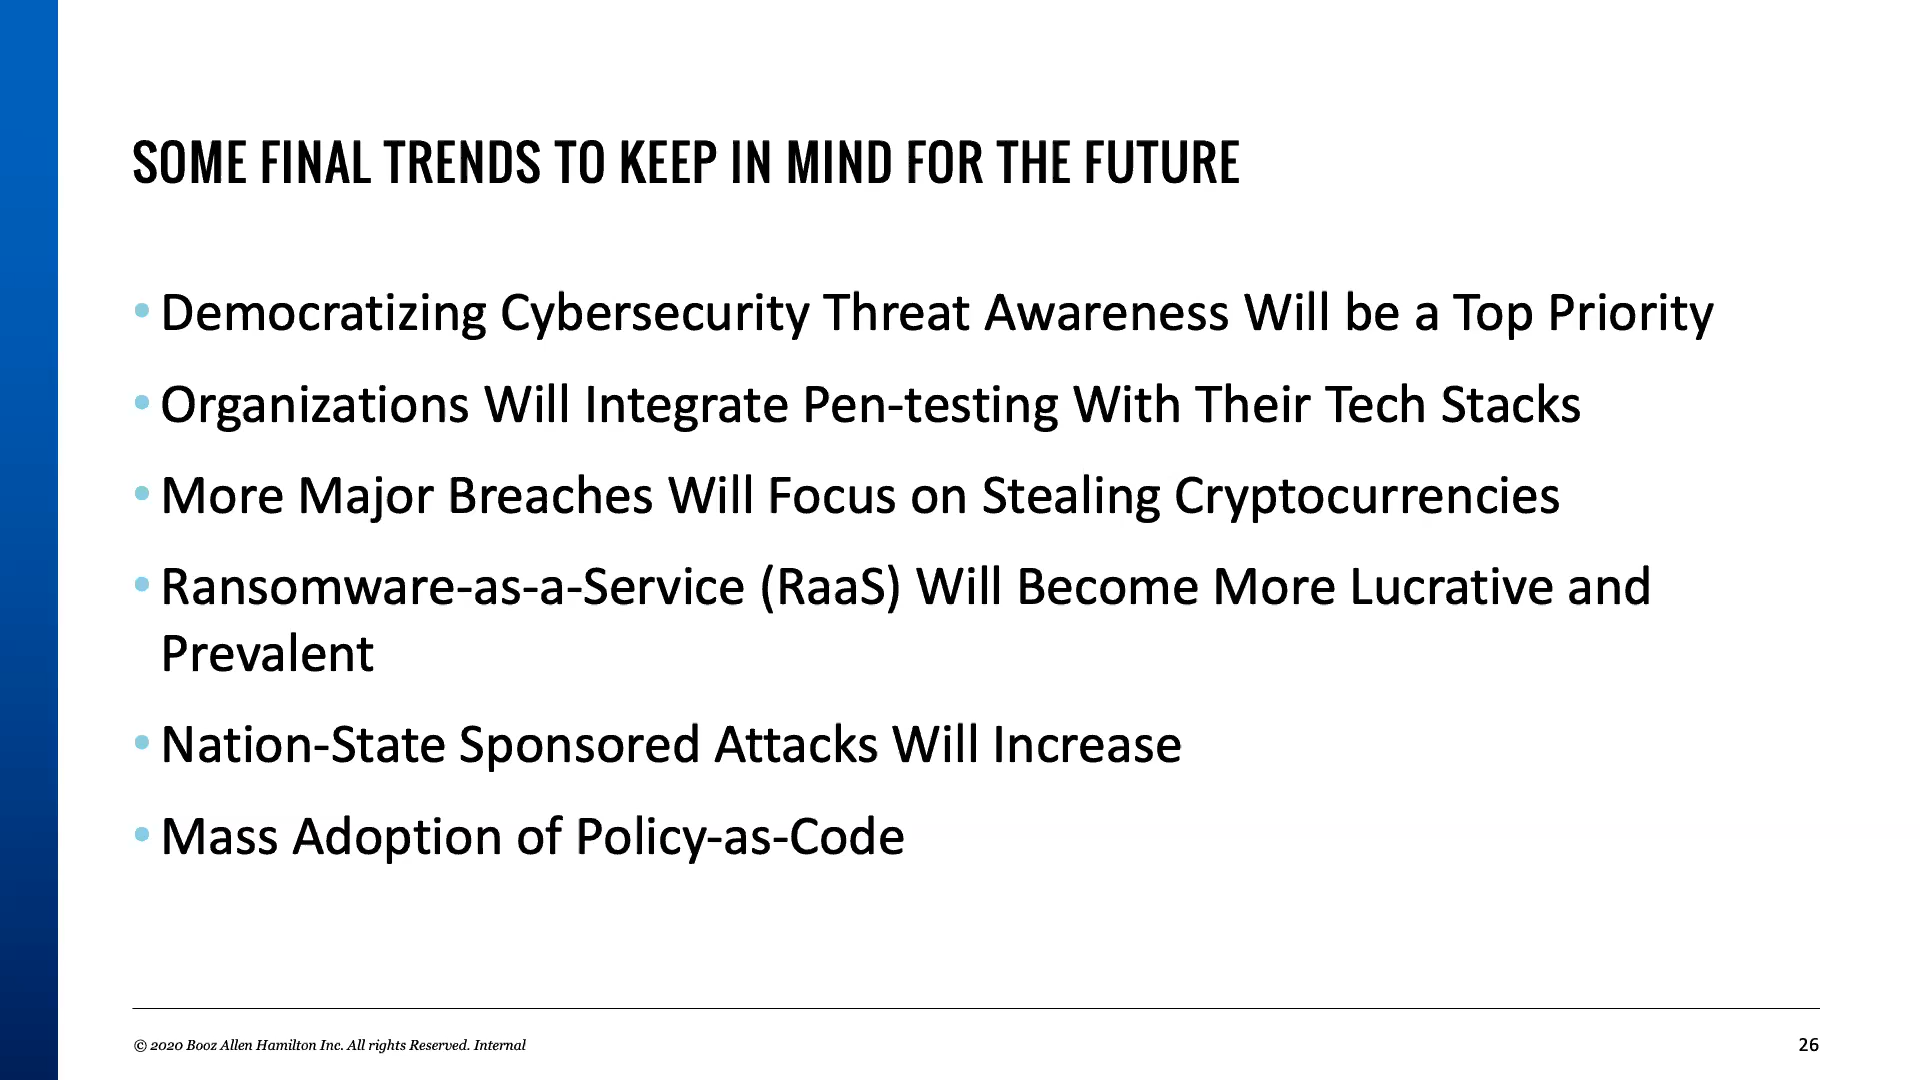 SOME FINAL TRENDS TO KEEP IN MIND FOR THE FUTURE
• Democratizing Cybersecurity Threat Awareness Will be a Top Priority
• Organizations Will Integrate Pen-testing With Their Tech Stacks
• More Major Breaches Will Focus on Stealing Cryptocurrencies
• Ransomware-as-a-Service (RaaS) Will Become More Lucrative and
Prevalent
• Nation-State Sponsored Attacks Will Increase
• Mass Adoption of Policy-as-Code
© 2020 Booz Allen Hamilton Inc. All rights Reserved. Internal
26